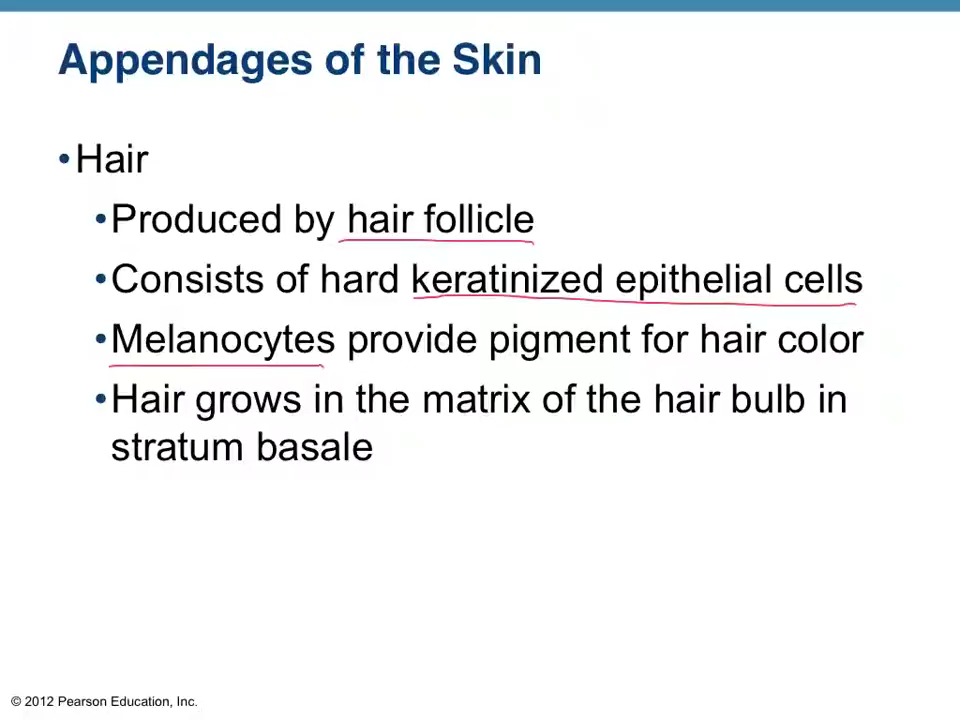 Appendages of the Skin
•Hair
•Produced by hair follicle
•Consists of hard keratinized epithelial cells
•Melanocytes provide pigment for hair color
•Hair grows in the matrix of the hair bulb in
stratum basale
© 2012 Pearson Education, Inc.